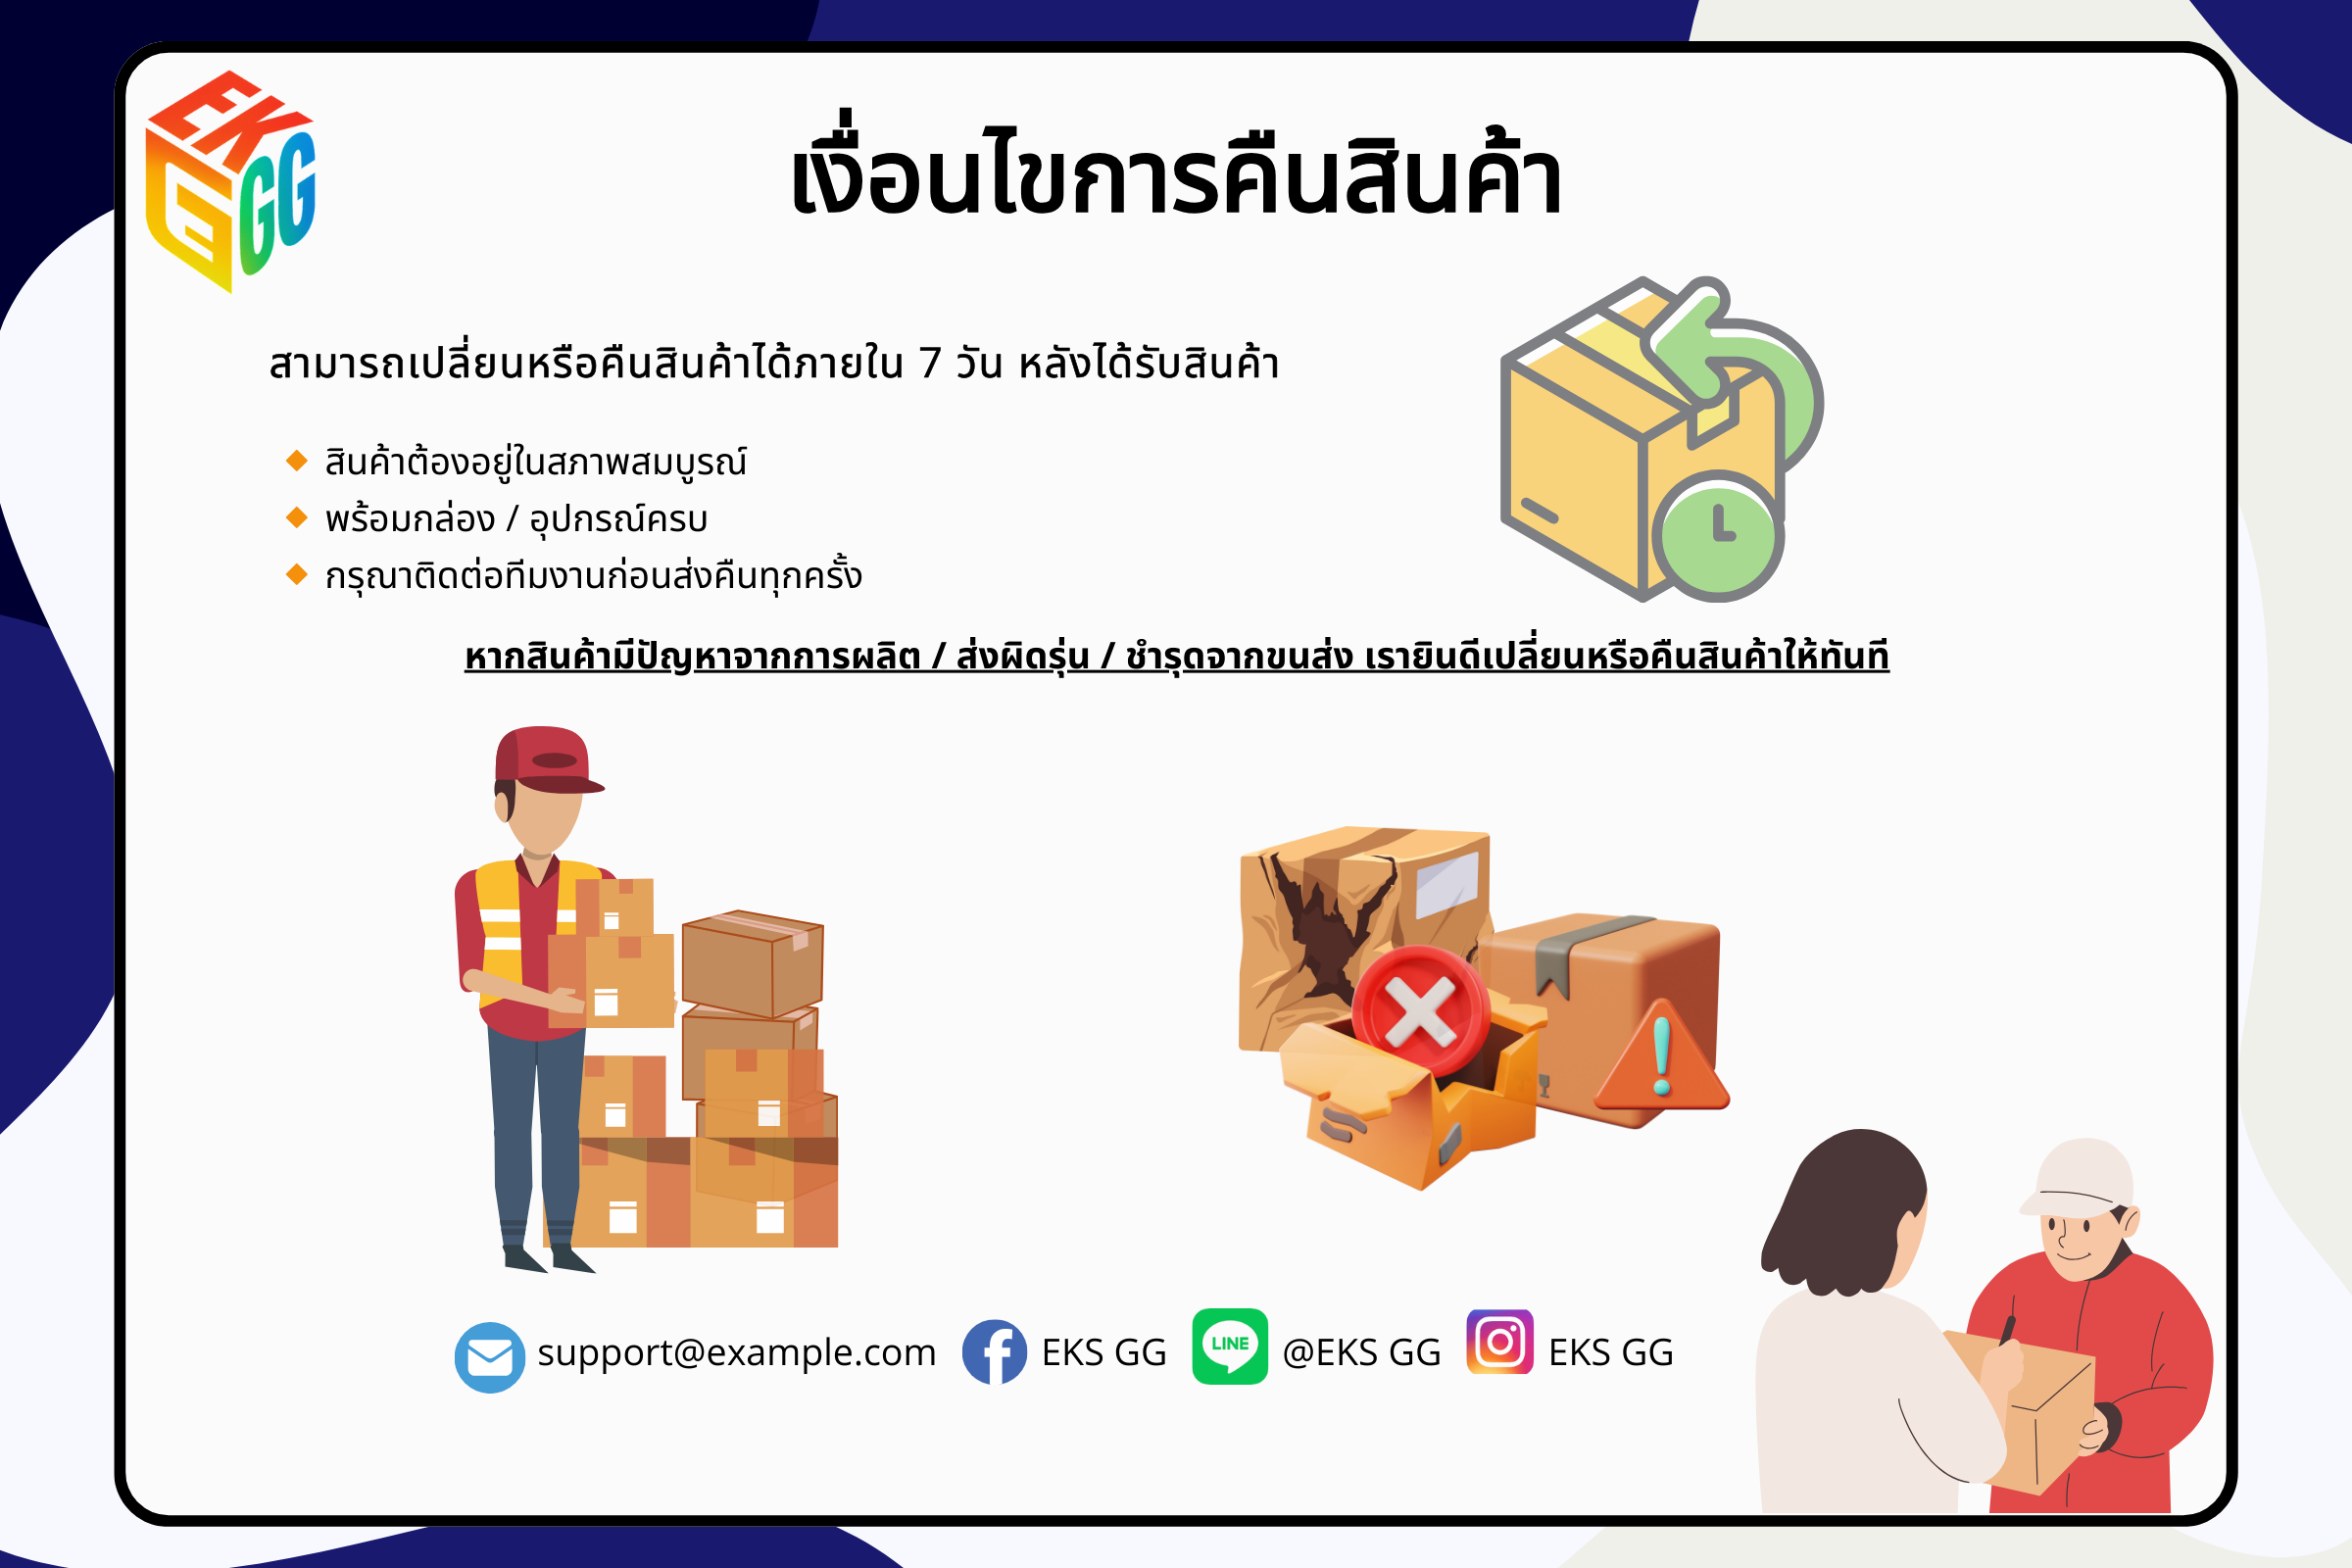 EK
G GG
เงื่อนไขการคืนสินค้า
สามารถเปลี่ยนหรือคืนสินค้าได้ภายใน 7 วัน หลังได้รับสินค้า
สินค้าต้องอยู่ในสภาพสมบูรณ์
พร้อมกล่อง / อุปกรณ์ครบ
กรุณาติดต่อทีมงานก่อนส่งคืนทุกครั้ง
หากสินค้ามีปัญหาจากการผลิต / ส่งผิดรุ่น / ชำรุดจากขนส่ง เรายินดีเปลี่ยนหรือคืนสินค้าให้ทันที
support@example.com EKS GG LINE @EKS GG EKS GG